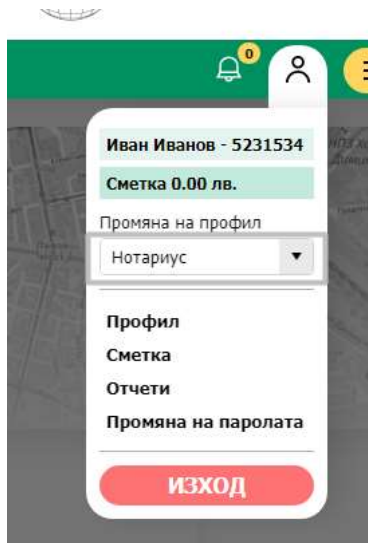 0
Иван Иванов - 5231534
Сметка 0.00 лв.
Промяна на профил
Нотариус
Профил
Сметка
Отчети
Промяна на паролата
ИЗХОД